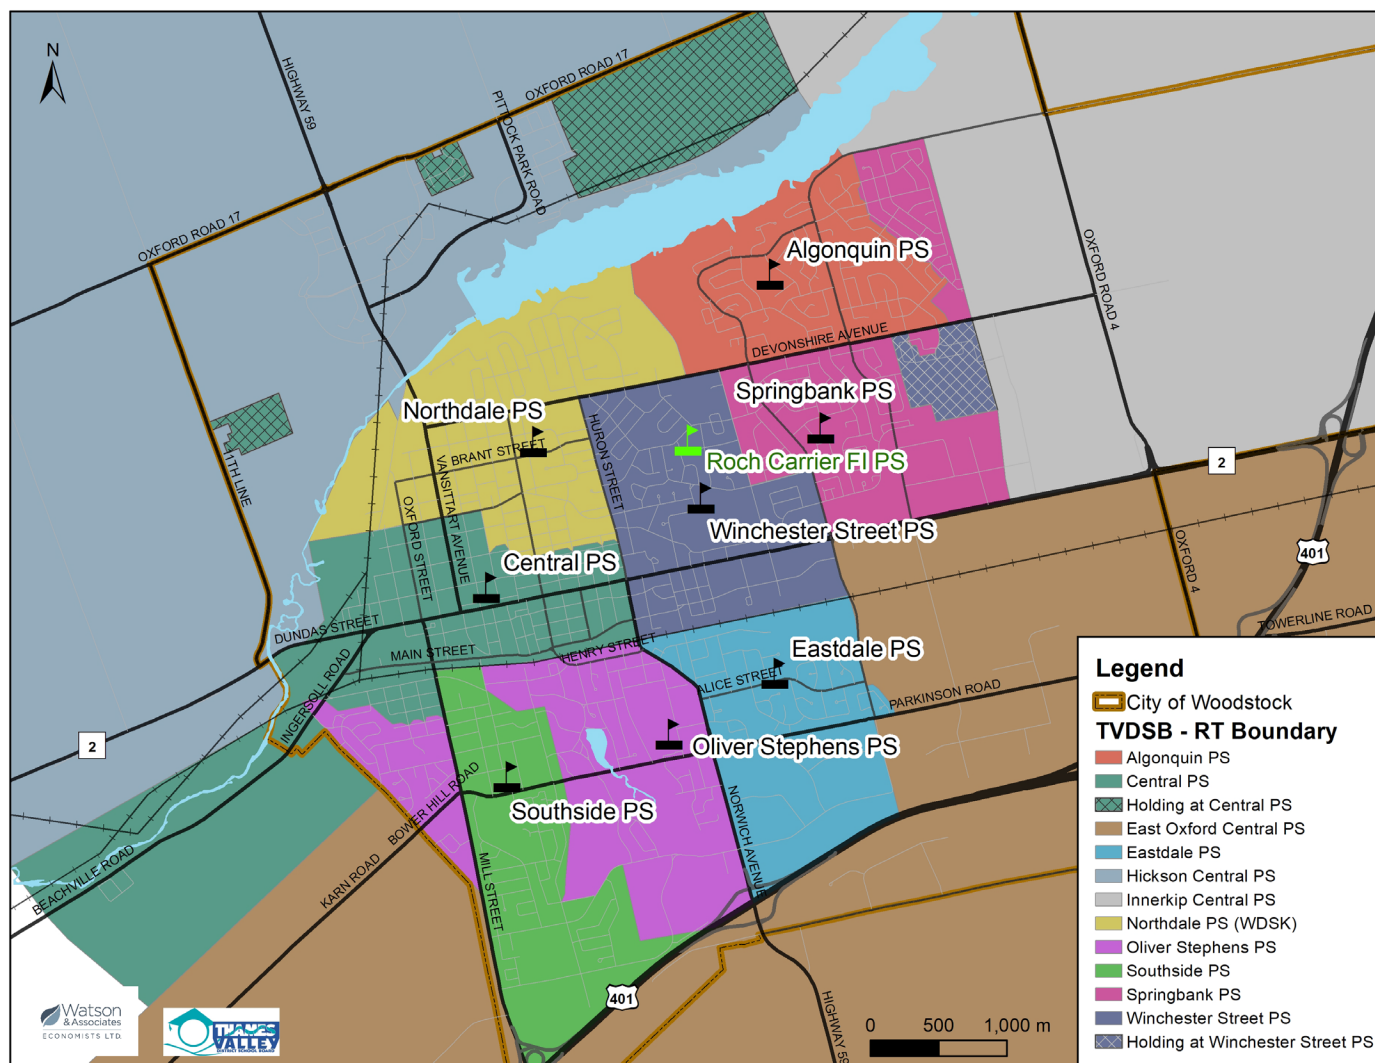 N
HIGHWAY 59
OXFORD ROAD 17
PITTOCK PARK ROAD
OXFORD ROAD 17
Algonquin PS
OXFORD ROAD 4
DEVONSHIRE AVENUE
Springbank PS
Northdale PS
HURON STREET
BRANT STREET
Roch Carrier FI PS
2
11TH LINE
VANSITTART AVENUE
OXFORD STREET
Winchester Street PS
401
Central PS
OXFORD 4
DUNDAS STREET
TOWERLINE ROAD
MAIN STREET
HENRY STREET
Eastdale PS
ALICE STREET
PARKINSON ROAD
INGERSOLL ROAD
2
Oliver Stephens PS
BOWER HILL ROAD
Southside PS
NORWICH AVENUE
MILL STREET
KARN ROAD
BEACHVILLE ROAD
401
HIGHWAY 59
Legend
City of Woodstock
TVDSB - RT Boundary
Algonquin PS
Central PS
Holding at Central PS
East Oxford Central PS
Eastdale PS
Hickson Central PS
Innerkip Central PS
Northdale PS (WDSK)
Oliver Stephens PS
Southside PS
Springbank PS
Winchester Street PS
Holding at Winchester Street PS
Watson
& Associates
ECONOMISTS LTD.
THAMES
VALLEY
DISTRICT SCHOOL BOARD
0 500 1,000 m